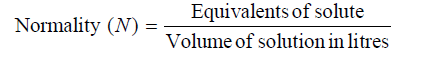 Normality (N) = Equivalents of solute / Volume of solution in litres